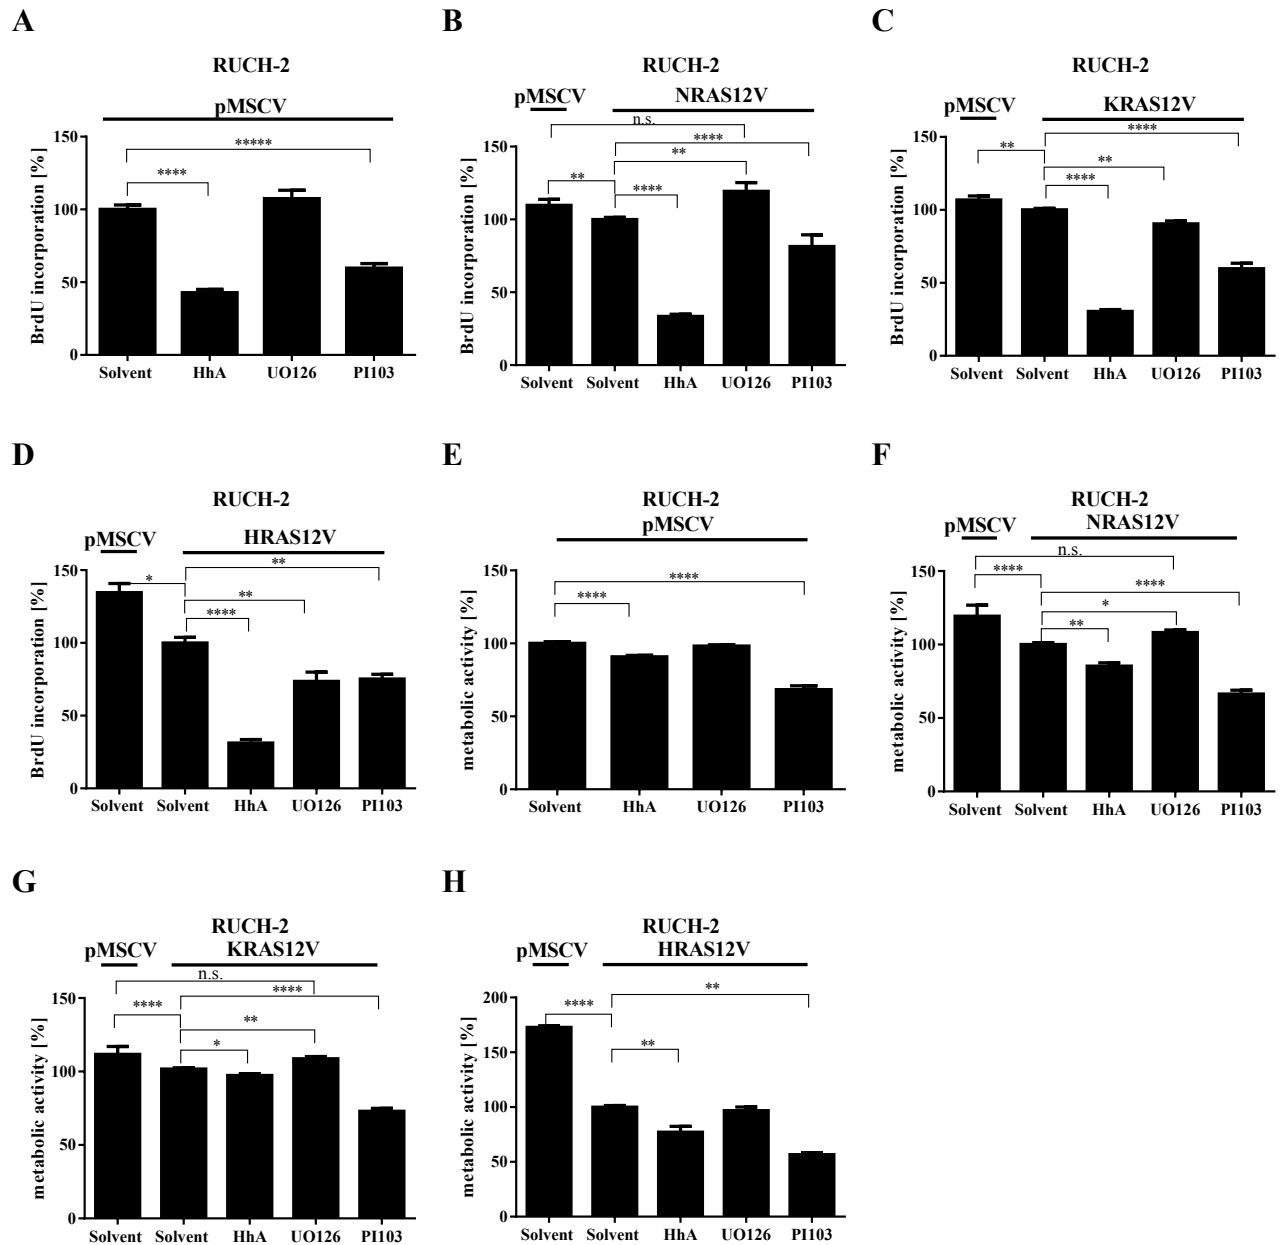 A
RUCH-2
pMSCV
BrdU incorporation [%]
150
100
50
0
*****
****
Solvent HhA UO126 PI103
B
RUCH-2
pMSCV NRAS12V
BrdU incorporation [%]
150
100
50
0
n.s.
****
**
** ****
Solvent Solvent HhA UO126 PI103
C
RUCH-2
pMSCV KRAS12V
BrdU incorporation [%]
150
100
50
0
****
** **
****
Solvent Solvent HhA UO126 PI103
D
RUCH-2
pMSCV HRAS12V
BrdU incorporation [%]
150
100
50
0
**
*
**
****
Solvent Solvent HhA UO126 PI103
E
RUCH-2
pMSCV
metabolic activity [%]
150
100
50
0
****
****
Solvent HhA UO126 PI103
F
RUCH-2
pMSCV NRAS12V
metabolic activity [%]
150
100
50
0
n.s.
**** ****
*
**
Solvent Solvent HhA UO126 PI103
G
RUCH-2
pMSCV KRAS12V
metabolic activity [%]
150
100
50
0
n.s.
****
**** **
*
Solvent Solvent HhA UO126 PI103
H
RUCH-2
pMSCV HRAS12V
metabolic activity [%]
200
150
100
50
0
**
****
**
Solvent Solvent HhA UO126 PI103